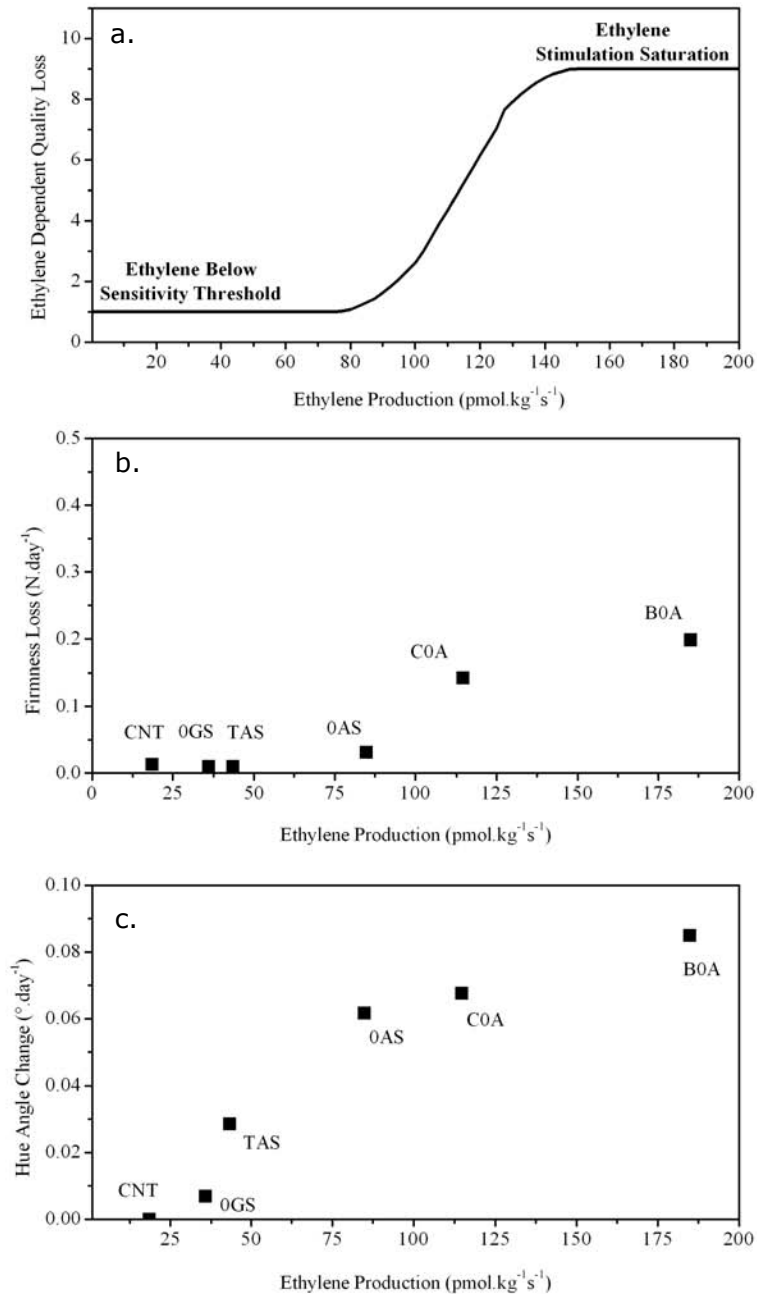 a.
Ethylene
Stimulation Saturation
10
8
6
4
2
0
Ethylene Dependent Quality Loss
Ethylene Below
Sensitivity Threshold
20 40 60 80 100 120 140 160 180 200
Ethylene Production (pmol.kg⁻¹s⁻¹)
b.
0.5
0.4
0.3
0.2
0.1
0.0
Firmness Loss (N.day⁻¹)
B0A
C0A
CNT 0GS TAS 0AS
0 25 50 75 100 125 150 175 200
Ethylene Production (pmol.kg⁻¹s⁻¹)
c.
0.10
0.08
0.06
0.04
0.02
0.00
Hue Angle Change (°.day⁻¹)
B0A
C0A
0AS
TAS
CNT
0GS
25 50 75 100 125 150 175 200
Ethylene Production (pmol.kg⁻¹s⁻¹)